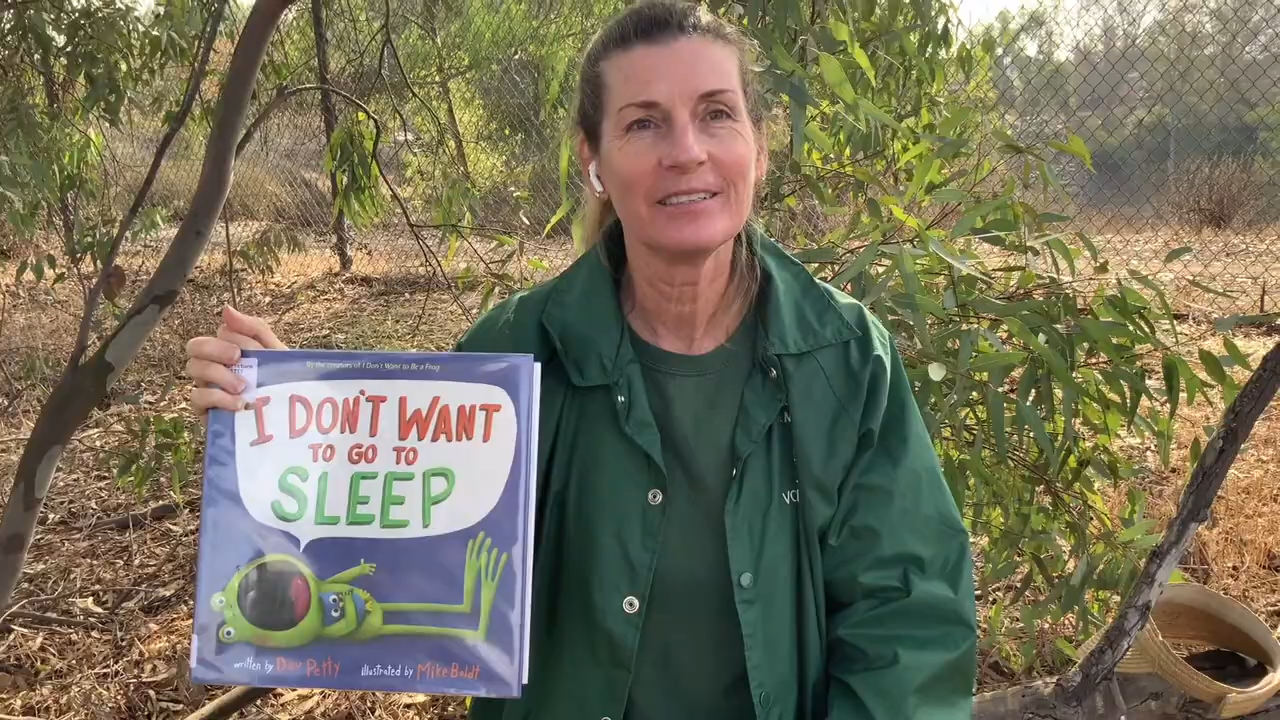 By the creators of I Don't Want to Be a Frog
I DON'T WANT
TO GO TO
SLEEP
written by Dev Petty
illustrated by Mike Boldt